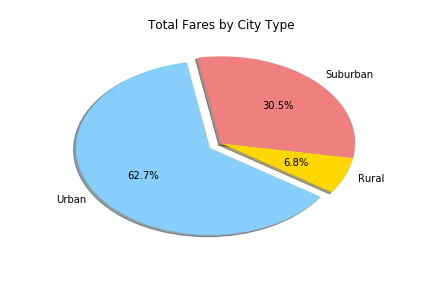 Total Fares by City Type
Suburban
30.5%
6.8%
62.7%
Rural
Urban